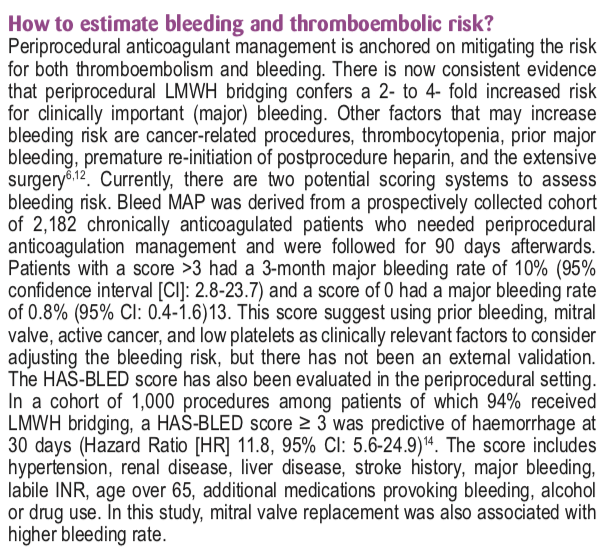 How to estimate bleeding and thromboembolic risk?
Periprocedural anticoagulant management is anchored on mitigating the risk
for both thromboembolism and bleeding. There is now consistent evidence
that periprocedural LMWH bridging confers a 2- to 4- fold increased risk
for clinically important (major) bleeding. Other factors that may increase
bleeding risk are cancer-related procedures, thrombocytopenia, prior major
bleeding, premature re-initiation of postprocedure heparin, and the extensive
surgery6,12. Currently, there are two potential scoring systems to assess
bleeding risk. Bleed MAP was derived from a prospectively collected cohort
of 2,182 chronically anticoagulated patients who needed periprocedural
anticoagulation management and were followed for 90 days afterwards.
Patients with a score >3 had a 3-month major bleeding rate of 10% (95%
confidence interval [CI]: 2.8-23.7) and a score of 0 had a major bleeding rate
of 0.8% (95% CI: 0.4-1.6)13. This score suggest using prior bleeding, mitral
valve, active cancer, and low platelets as clinically relevant factors to consider
adjusting the bleeding risk, but there has not been an external validation.
The HAS-BLED score has also been evaluated in the periprocedural setting.
In a cohort of 1,000 procedures among patients of which 94% received
LMWH bridging, a HAS-BLED score ≥ 3 was predictive of haemorrhage at
30 days (Hazard Ratio [HR] 11.8, 95% CI: 5.6-24.9)14. The score includes
hypertension, renal disease, liver disease, stroke history, major bleeding,
labile INR, age over 65, additional medications provoking bleeding, alcohol
or drug use. In this study, mitral valve replacement was also associated with
higher bleeding rate.